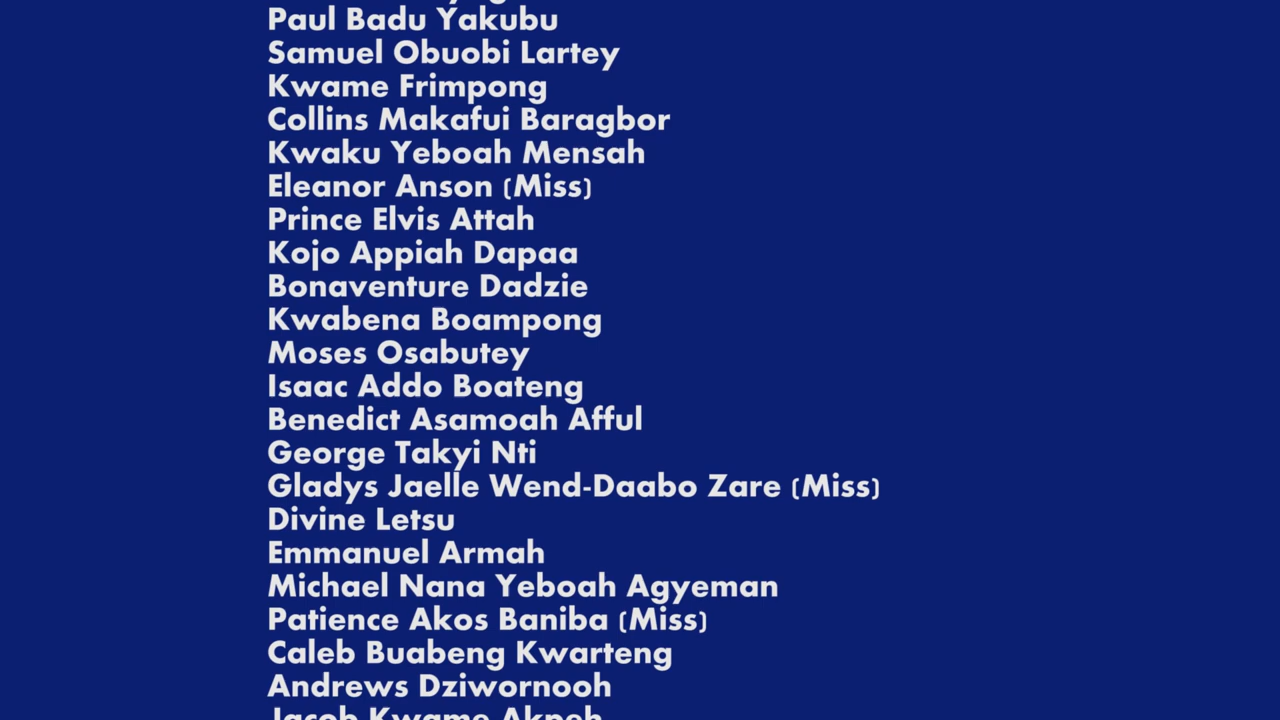 Paul Badu Yakubu
Samuel Obuobi Lartey
Kwame Frimpong
Collins Makafui Baragbor
Kwaku Yeboah Mensah
Eleanor Anson (Miss)
Prince Elvis Attah
Kojo Appiah Dapaa
Bonaventure Dadzie
Kwabena Boampong
Moses Osabutey
Isaac Addo Boateng
Benedict Asamoah Afful
George Takyi Nti
Gladys Jaelle Wend-Daabo Zare (Miss)
Divine Letsu
Emmanuel Armah
Michael Nana Yeboah Agyeman
Patience Akos Baniba (Miss)
Caleb Buabeng Kwarteng
Andrews Dziwornooh
Jacob Kwame Akpeh